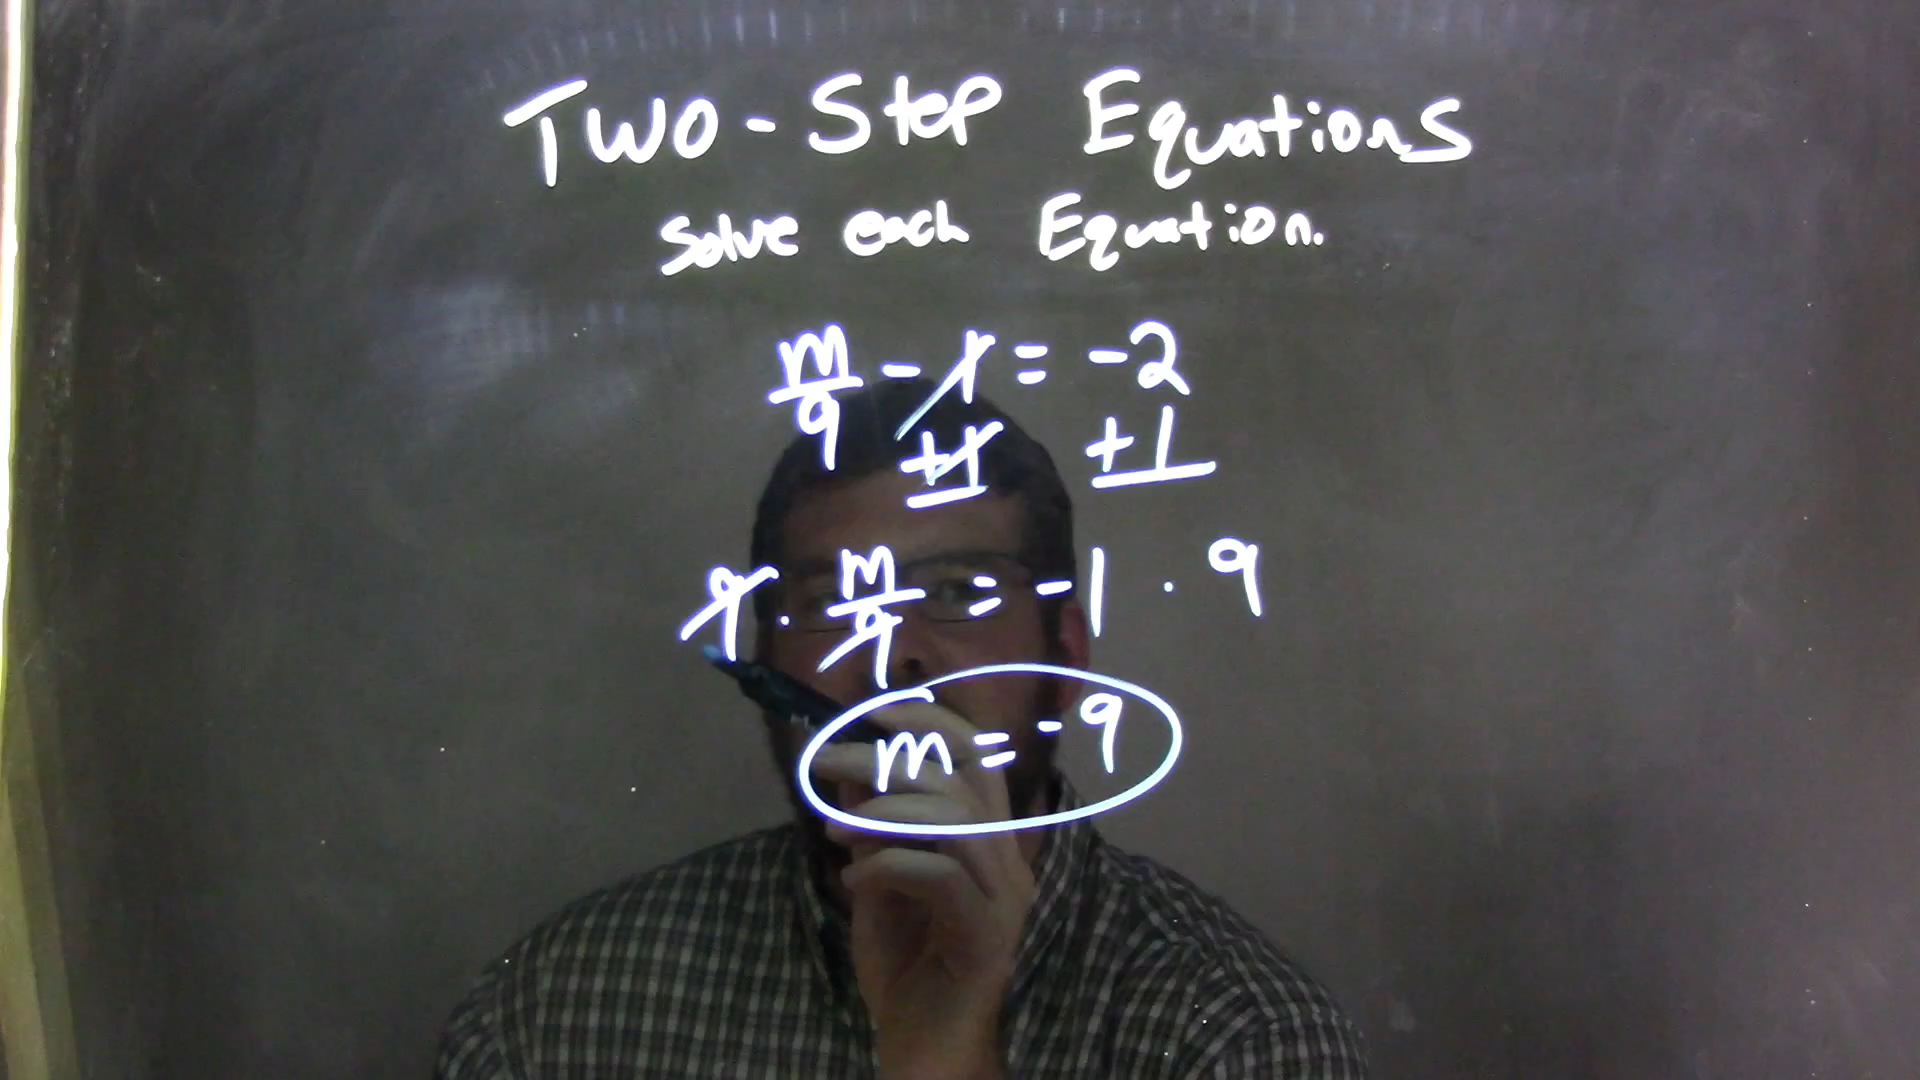 Two-Step Equations
Solve each Equation.
m/9 - 1 = -2
+1 +1
9 · m/9 = -1 · 9
m = -9